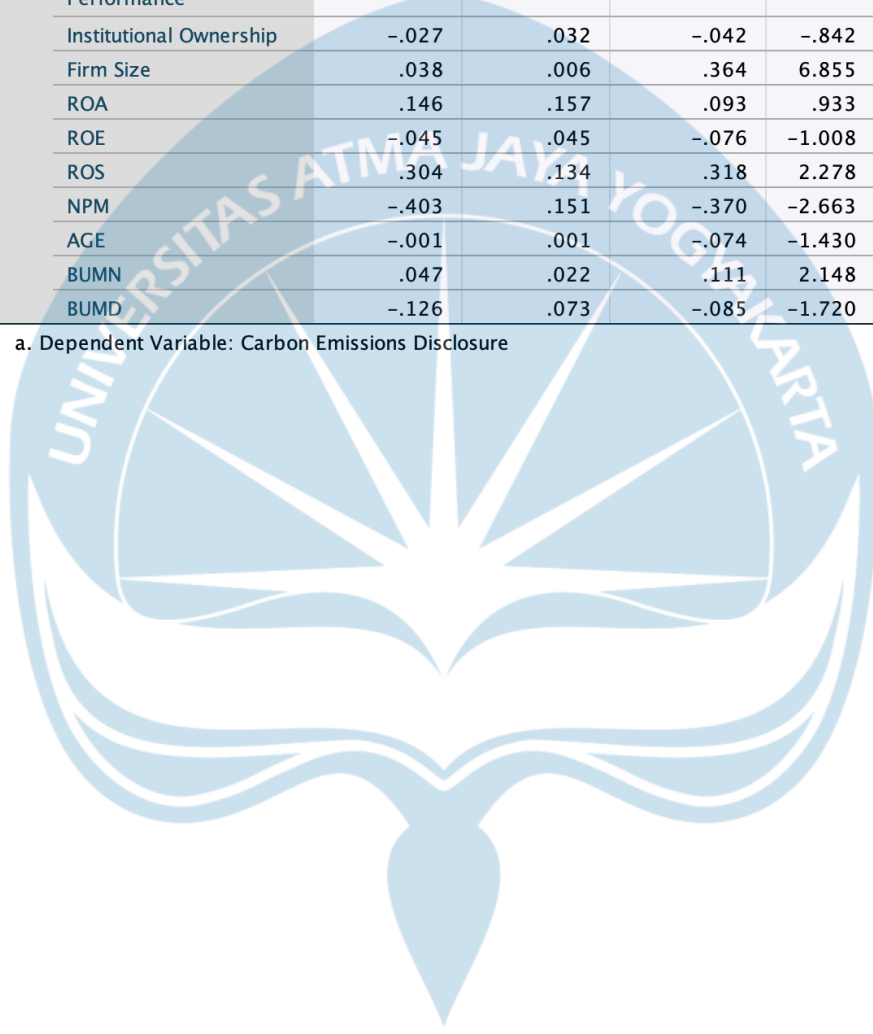 Performance
Institutional Ownership -.027 .032 -.042 -.842
Firm Size .038 .006 .364 6.855
ROA .146 .157 .093 .933
ROE -.045 .045 -.076 -1.008
ROS .304 .134 .318 2.278
NPM -.403 .151 -.370 -2.663
AGE -.001 .001 -.074 -1.430
BUMN .047 .022 .111 2.148
BUMD -.126 .073 -.085 -1.720
a. Dependent Variable: Carbon Emissions Disclosure
UNIVERSITAS ATMA JAYA YOGYAKARTA